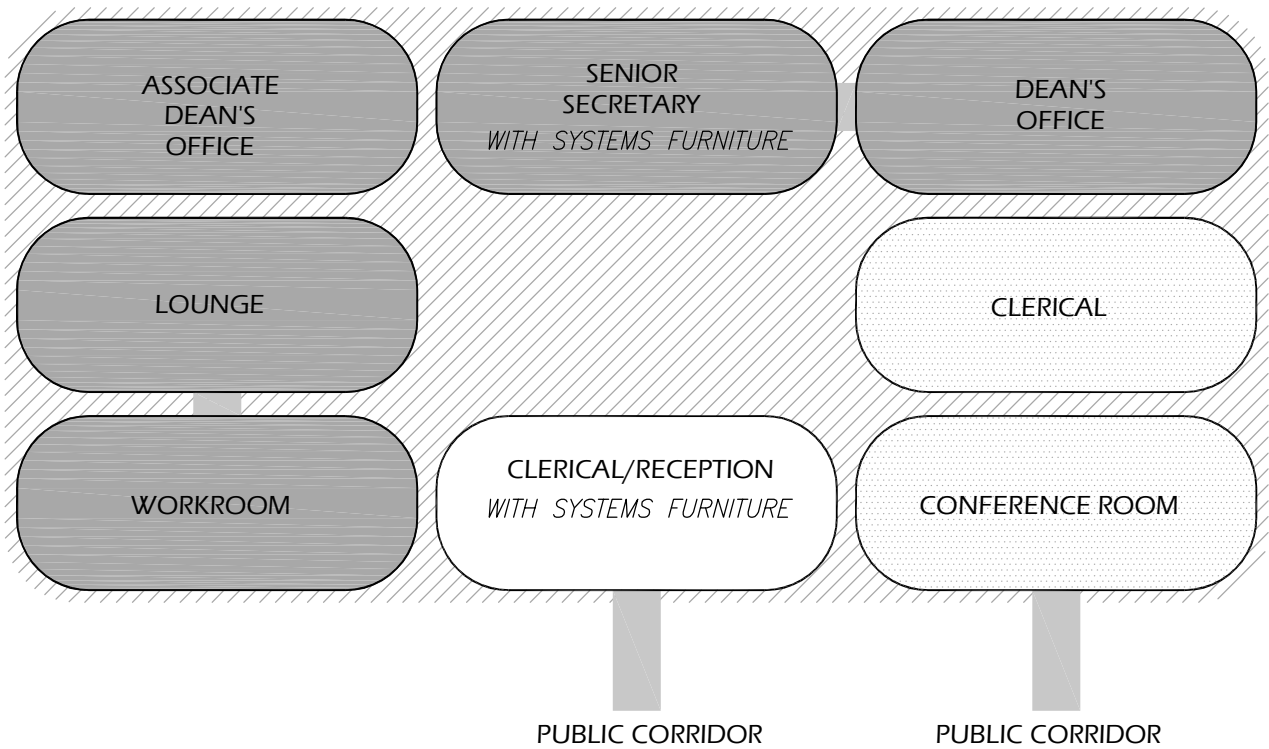 ASSOCIATE
DEAN'S
OFFICE
SENIOR
SECRETARY
WITH SYSTEMS FURNITURE
DEAN'S
OFFICE
LOUNGE
CLERICAL
WORKROOM
CLERICAL/RECEPTION
WITH SYSTEMS FURNITURE
CONFERENCE ROOM
PUBLIC CORRIDOR
PUBLIC CORRIDOR